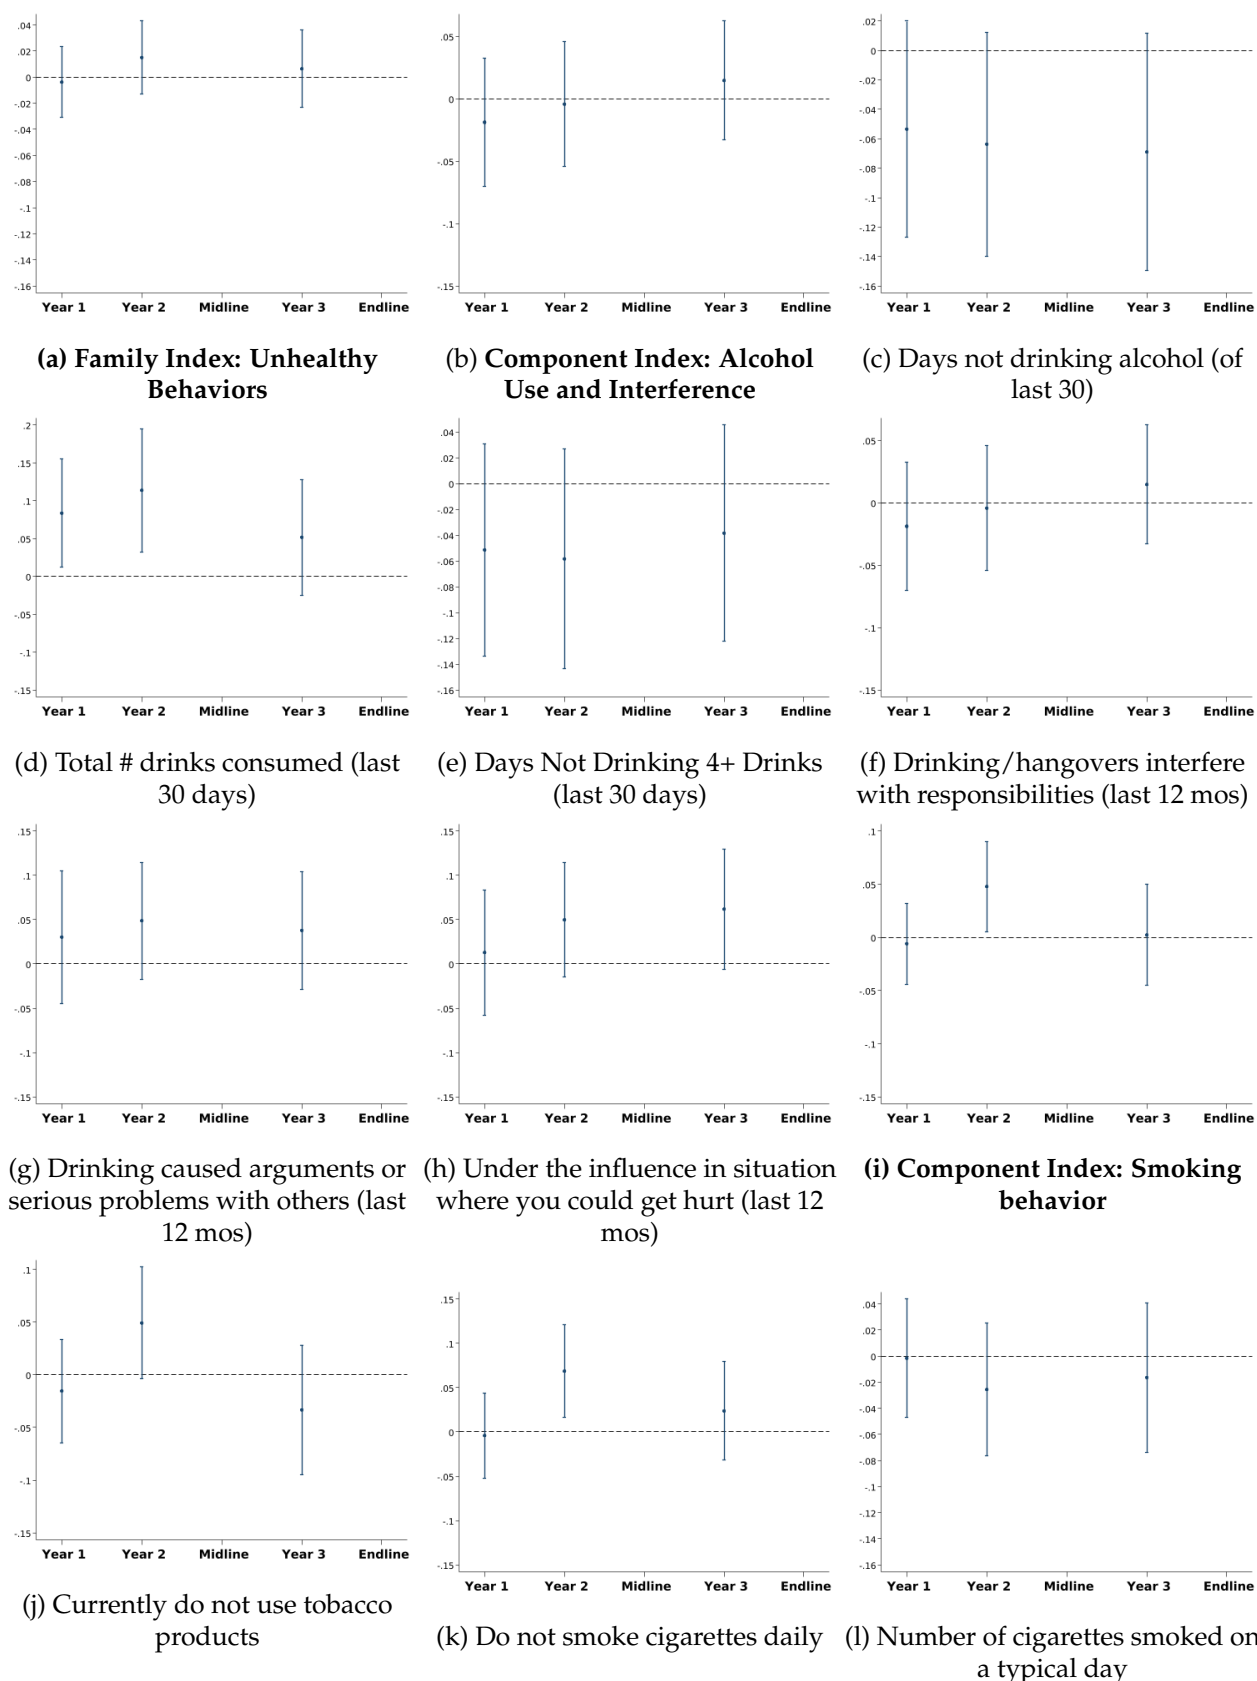 .04
.02
0
-.02
-.04
-.06
-.08
-.1
-.12
-.14
-.16
Year 1 Year 2 Midline Year 3 Endline
(a) Family Index: Unhealthy
Behaviors
.05
0
-.05
-.1
-.15
Year 1 Year 2 Midline Year 3 Endline
(b) Component Index: Alcohol
Use and Interference
.02
0
-.02
-.04
-.06
-.08
-.1
-.12
-.14
-.16
Year 1 Year 2 Midline Year 3 Endline
(c) Days not drinking alcohol (of
last 30)
.2
.15
.1
.05
0
-.05
-.1
-.15
Year 1 Year 2 Midline Year 3 Endline
(d) Total # drinks consumed (last
30 days)
.04
.02
0
-.02
-.04
-.06
-.08
-.1
-.12
-.14
-.16
Year 1 Year 2 Midline Year 3 Endline
(e) Days Not Drinking 4+ Drinks
(last 30 days)
.05
0
-.05
-.1
-.15
Year 1 Year 2 Midline Year 3 Endline
(f) Drinking/hangovers interfere
with responsibilities (last 12 mos)
.15
.1
.05
0
-.05
-.1
-.15
Year 1 Year 2 Midline Year 3 Endline
(g) Drinking caused arguments or
serious problems with others (last
12 mos)
.15
.1
.05
0
-.05
-.1
-.15
Year 1 Year 2 Midline Year 3 Endline
(h) Under the influence in situation
where you could get hurt (last 12
mos)
.1
.05
0
-.05
-.1
-.15
Year 1 Year 2 Midline Year 3 Endline
(i) Component Index: Smoking
behavior
.1
.05
0
-.05
-.1
-.15
Year 1 Year 2 Midline Year 3 Endline
(j) Currently do not use tobacco
products
.15
.1
.05
0
-.05
-.1
-.15
Year 1 Year 2 Midline Year 3 Endline
(k) Do not smoke cigarettes daily
.04
.02
0
-.02
-.04
-.06
-.08
-.1
-.12
-.14
-.16
Year 1 Year 2 Midline Year 3 Endline
(l) Number of cigarettes smoked on
a typical day